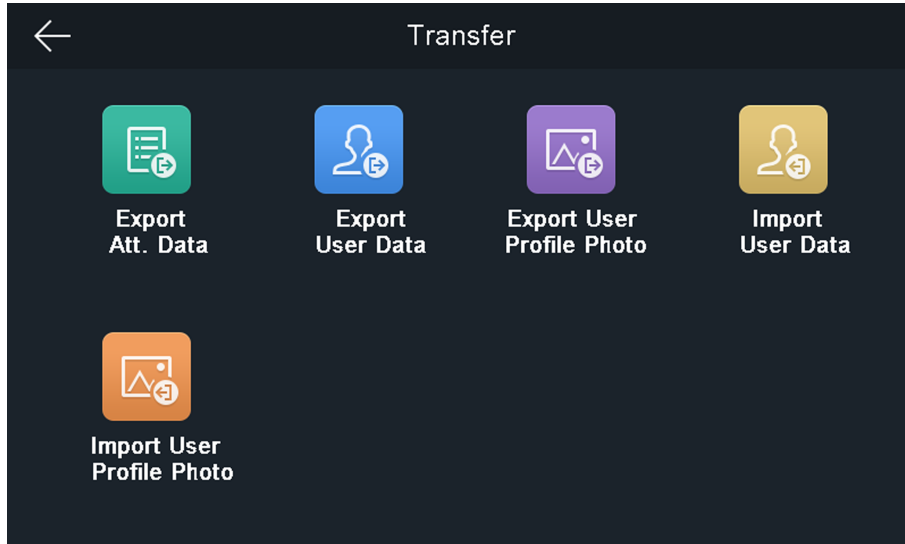 Transfer
Export
Att. Data
Export
User Data
Export User
Profile Photo
Import
User Data
Import User
Profile Photo